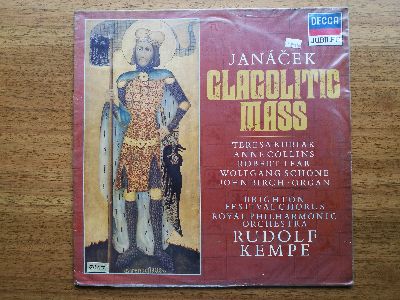 DECCA
JUBILEE
JANÁČEK
GLAGOLITIC
MASS
TERESA KUBIAK
ANNE COLLINS
ROBERT TEAR
WOLFGANG SCHÖNE
JOHN BIRCH · ORGAN
BRIGHTON
FESTIVAL CHORUS
ROYAL PHILHARMONIC
ORCHESTRA
RUDOLF
KEMPE